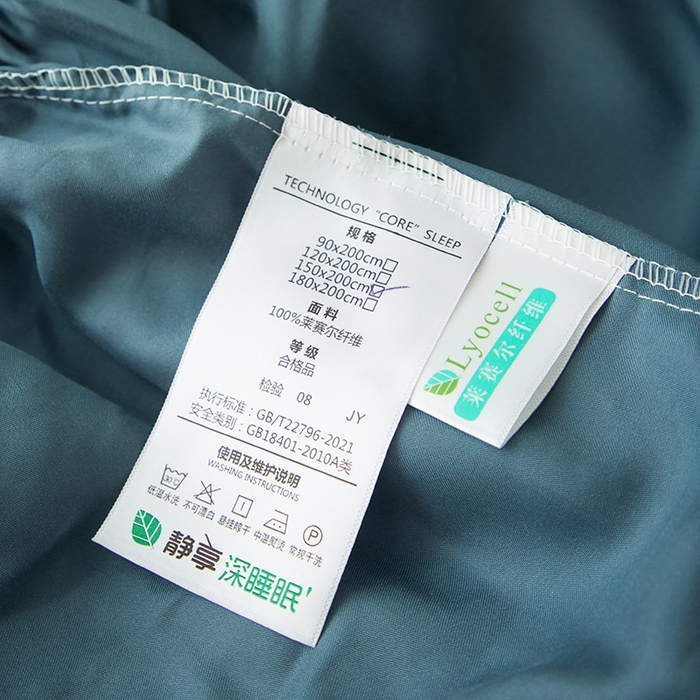 TECHNOLOGY "CORE" SLEEP
规格
90x200cm□
120x200cm□
150x200cm☑
180x200cm□
面料
100%莱赛尔纤维
等级
合格品
检验 08 JY
执行标准：GB/T22796-2021
安全类别：GB18401-2010A类
使用及维护说明
WASHING INSTRUCTIONS
P
低温水洗 不可漂白 悬挂晾干 中温熨烫 常规干洗
静享 深睡眠'
Lyocell
莱赛尔纤维